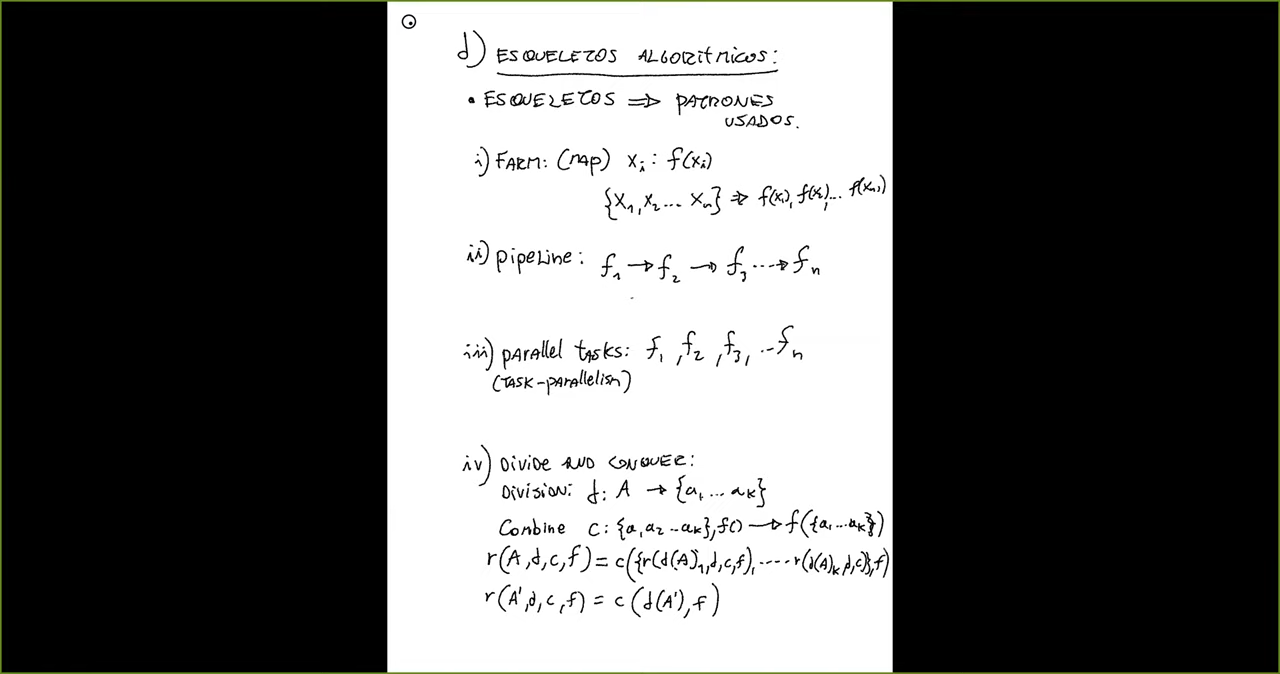 d) ESQUELETOS ALGORÍTMICOS:
• ESQUELETOS ⇒ PATRONES
USADOS.
i) FARM: (MAP) xᵢ : f(xᵢ)
{x₁, x₂ ... xₙ} ⇒ f(x₁), f(x₂), ... f(xₙ)
ii) pipeLine: f₁ → f₂ → f₃ ---→ fₙ
iii) parallel tasks: f₁, f₂, f₃, ... fₙ
(TASK-parallelism)
iv) Divide AND CONQUER:
Division: d: A → {a₁ ... aₖ}
Combine c: {a₁ a₂ ... aₖ}, f() → f({a₁ ... aₖ})
r(A, d, c, f) = c({r(d(A)₁, d, c, f), ..... r(d(A)ₖ, d, c)}, f)
r(A', d, c, f) = c(d(A'), f)